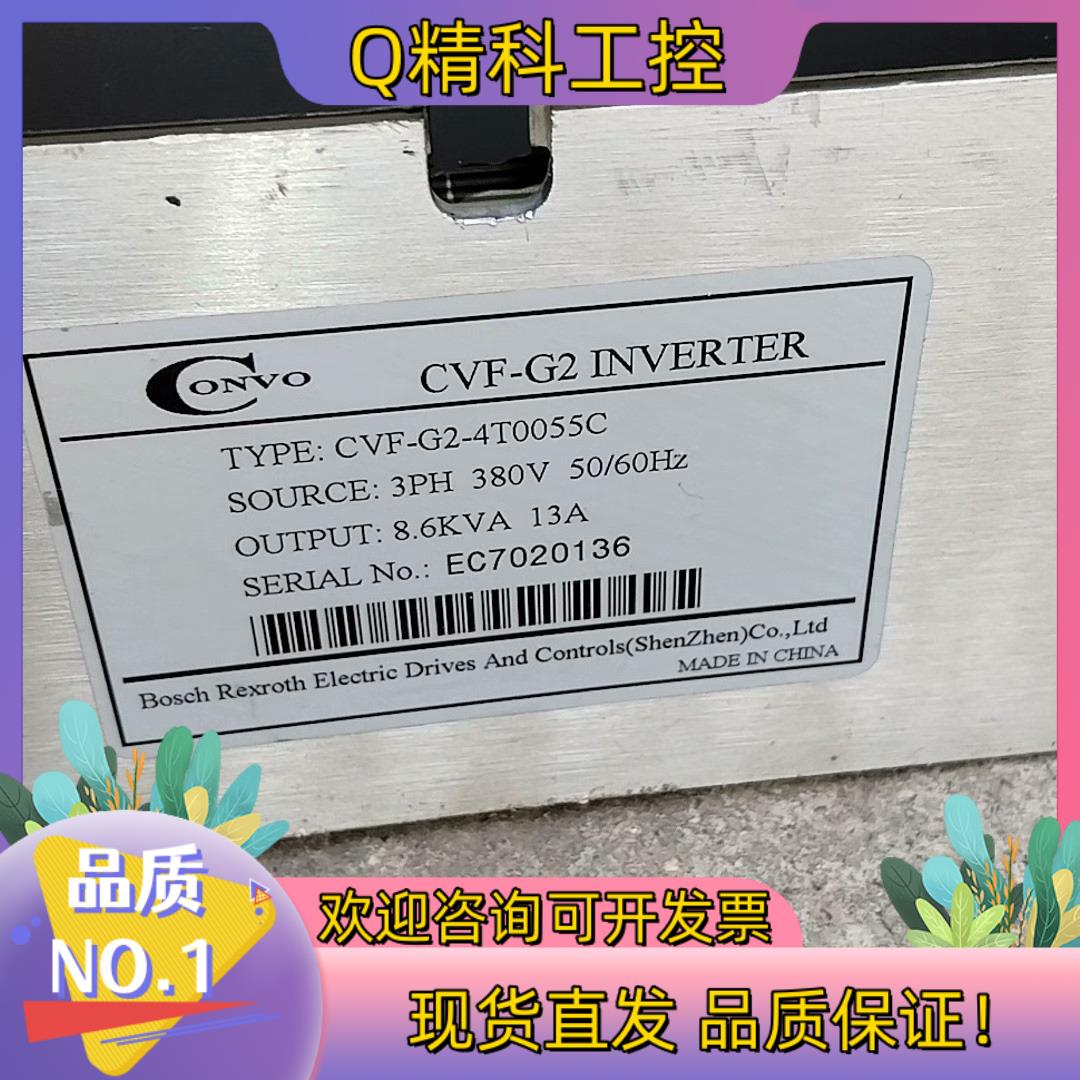 Q精科工控
CONVO
CVF-G2 INVERTER
TYPE: CVF-G2-4T0055C
SOURCE: 3PH 380V 50/60Hz
OUTPUT: 8.6KVA 13A
SERIAL No.: EC7020136
Bosch Rexroth Electric Drives And Controls(ShenZhen)Co.,Ltd
MADE IN CHINA
品质
NO.1
欢迎咨询可开发票
现货直发 品质保证!